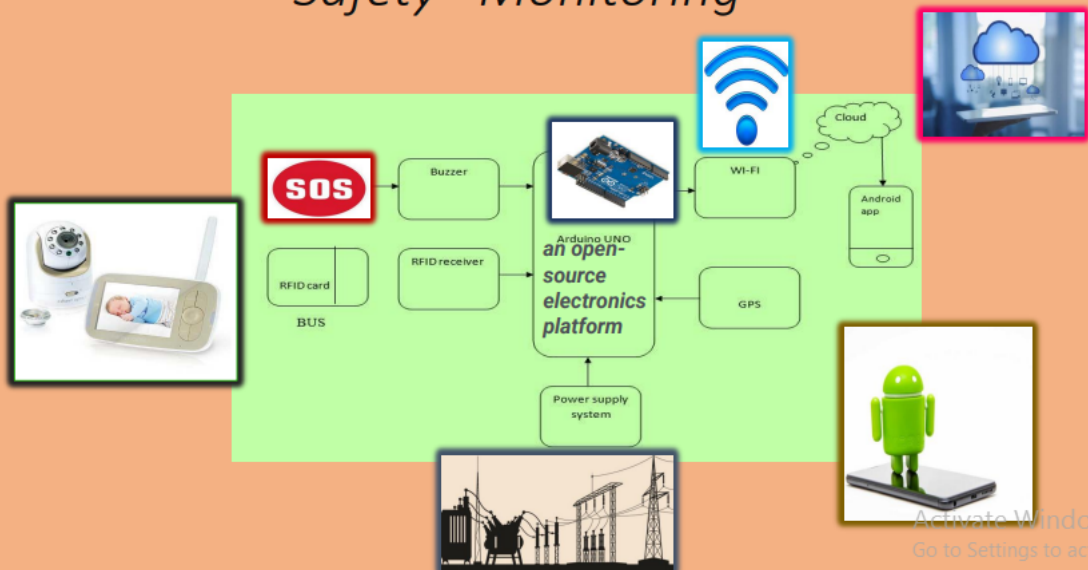 Safety Monitoring
Cloud
SOS
Buzzer
WI-FI
Android
app
Arduino UNO
an open-
source
electronics
platform
RFID receiver
RFID card
GPS
BUS
Power supply
system
Activate Windo
Go to Settings to ac